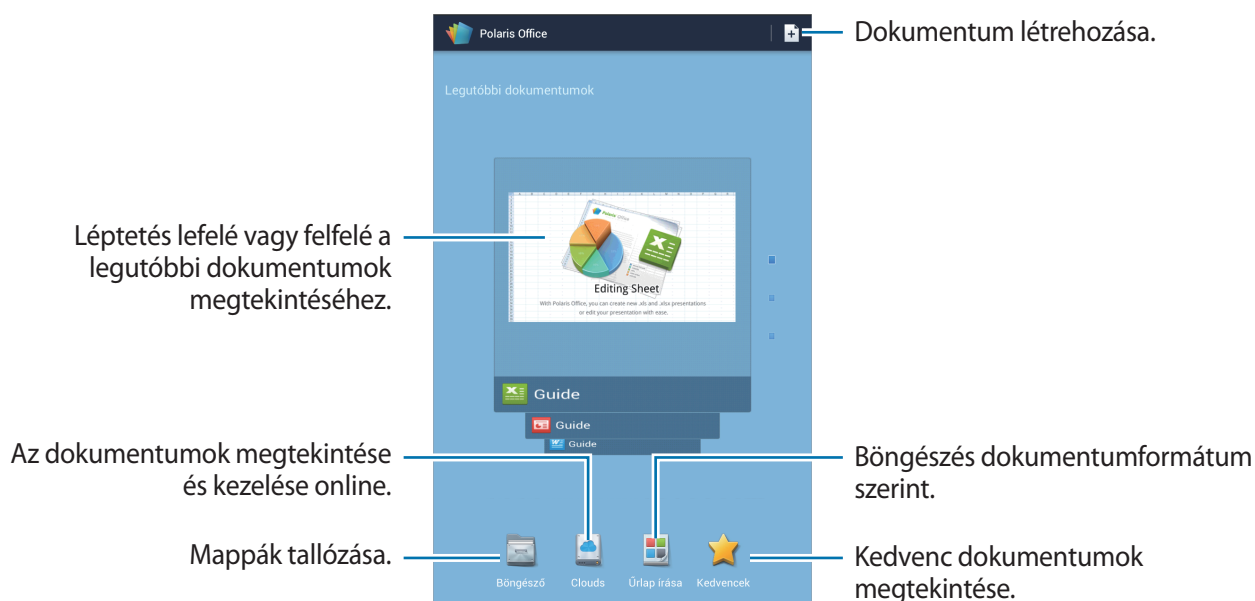 Polaris Office
Dokumentum létrehozása.
Legutóbbi dokumentumok
Polaris Office
Editing Sheet
With Polaris Office, you can create new .xls and .xlsx presentations
or edit your presentation with ease.
Léptetés lefelé vagy felfelé a
legutóbbi dokumentumok
megtekintéséhez.
Guide
Guide
Guide
Az dokumentumok megtekintése
és kezelése online.
Böngészés dokumentumformátum
szerint.
Mappák tallózása.
Kedvenc dokumentumok
megtekintése.
Böngésző Clouds Űrlap írása Kedvencek